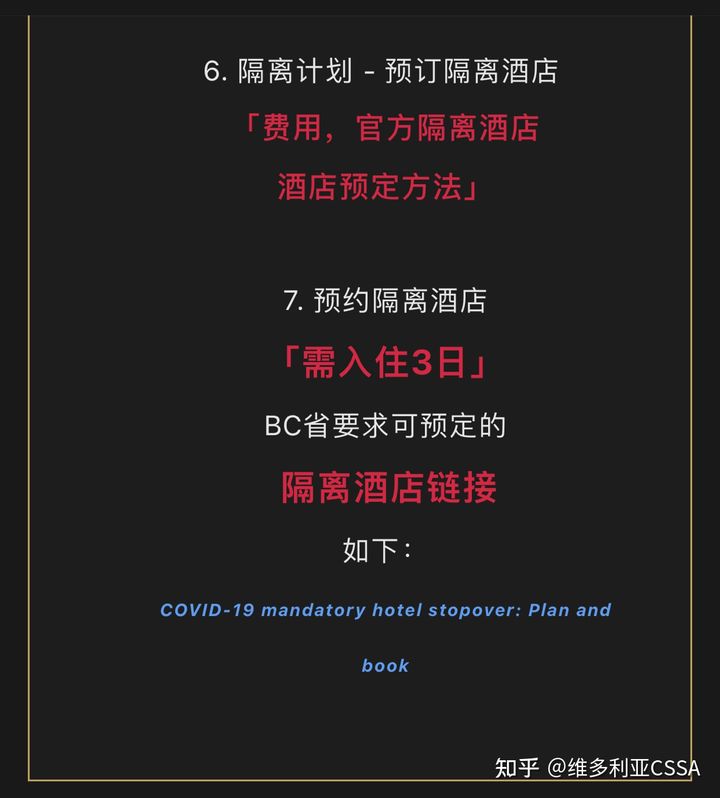 6. 隔离计划 - 预订隔离酒店
「费用，官方隔离酒店
酒店预定方法」
7. 预约隔离酒店
「需入住3日」
BC省要求可预定的
隔离酒店链接
如下：
COVID-19 mandatory hotel stopover: Plan and
book
知乎 @维多利亚CSSA